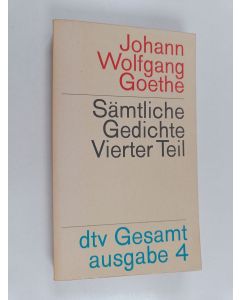 Johann
Wolfgang
Goethe
Sämtliche
Gedichte
Vierter Teil
dtv Gesamt
ausgabe 4